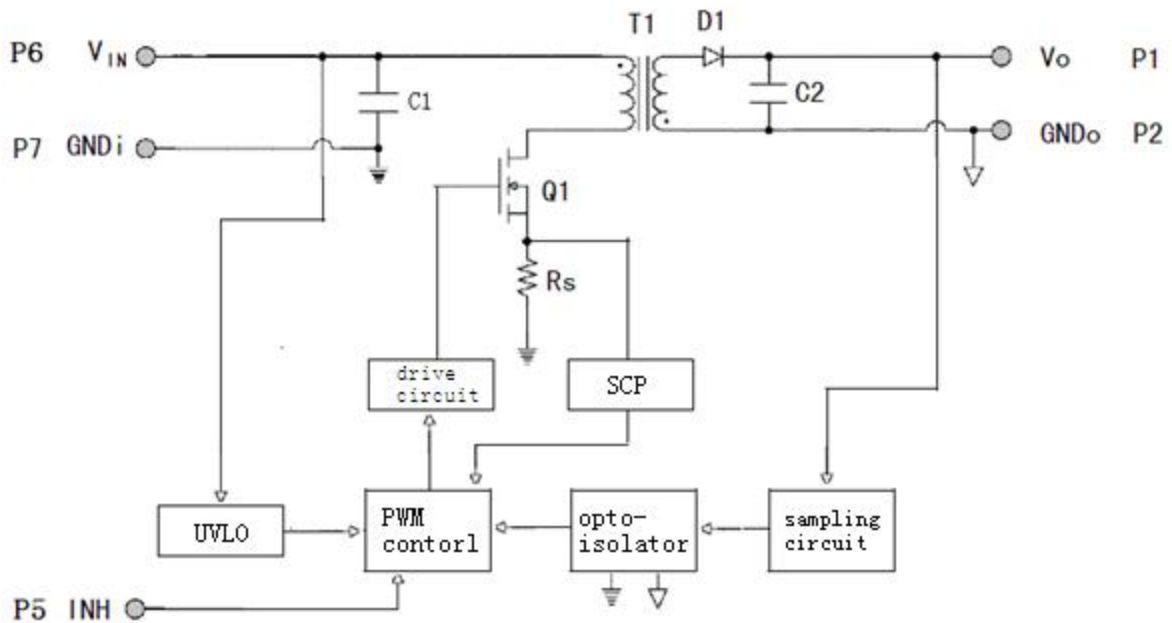 T1 D1
P6 VIN Vo P1
C1 C2
P7 GNDi GNDo P2
Q1
Rs
drive
circuit
SCP
UVLO
PWM
contorl
opto-
isolator
sampling
circuit
P5 INH